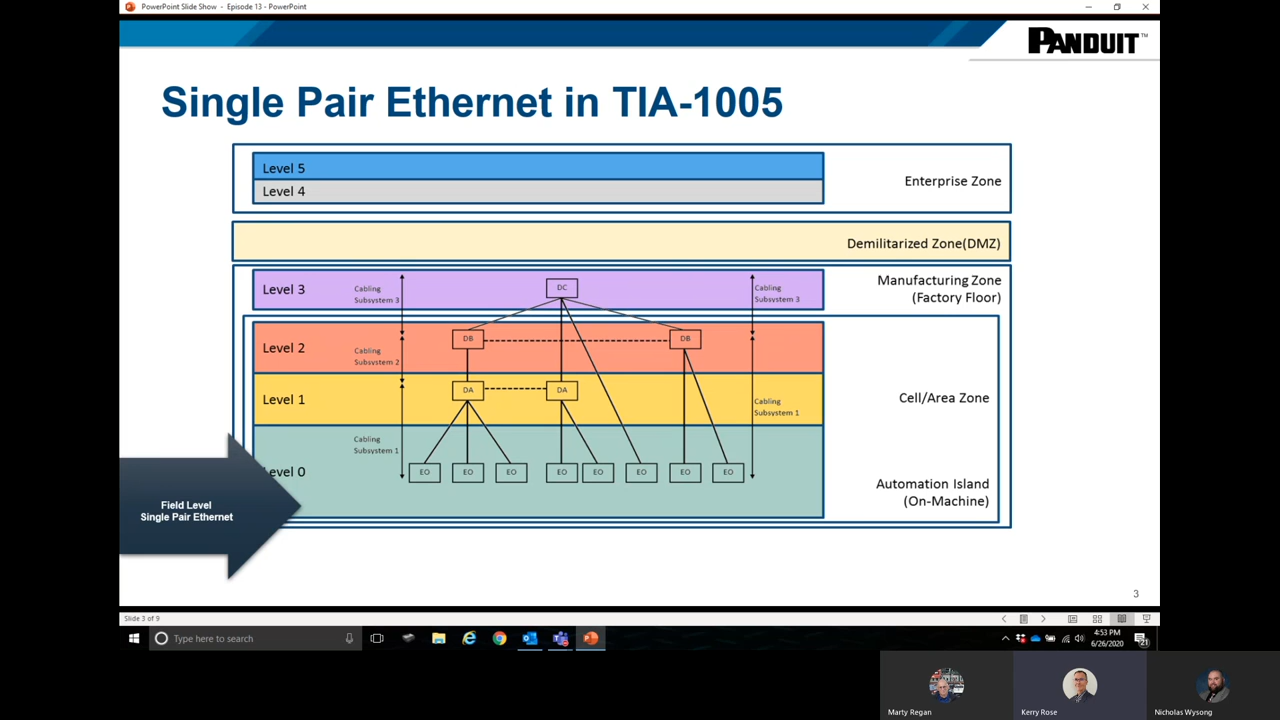 PowerPoint Slide Show - Episode 13 - PowerPoint
PANDUIT™
Single Pair Ethernet in TIA-1005
Level 5
Level 4
Enterprise Zone
Demilitarized Zone(DMZ)
Level 3
Cabling
Subsystem 3
DC
Cabling
Subsystem 3
Manufacturing Zone
(Factory Floor)
Level 2
Cabling
Subsystem 2
DB
DB
Level 1
DA
DA
Cabling
Subsystem 1
Cell/Area Zone
Level 0
Cabling
Subsystem 1
EO
EO
EO
EO
EO
EO
EO
EO
Automation Island
(On-Machine)
Field Level
Single Pair Ethernet
3
Slide 3 of 9
Type here to search
4:53 PM
6/26/2020
Marty Regan
Kerry Rose
Nicholas Wysong